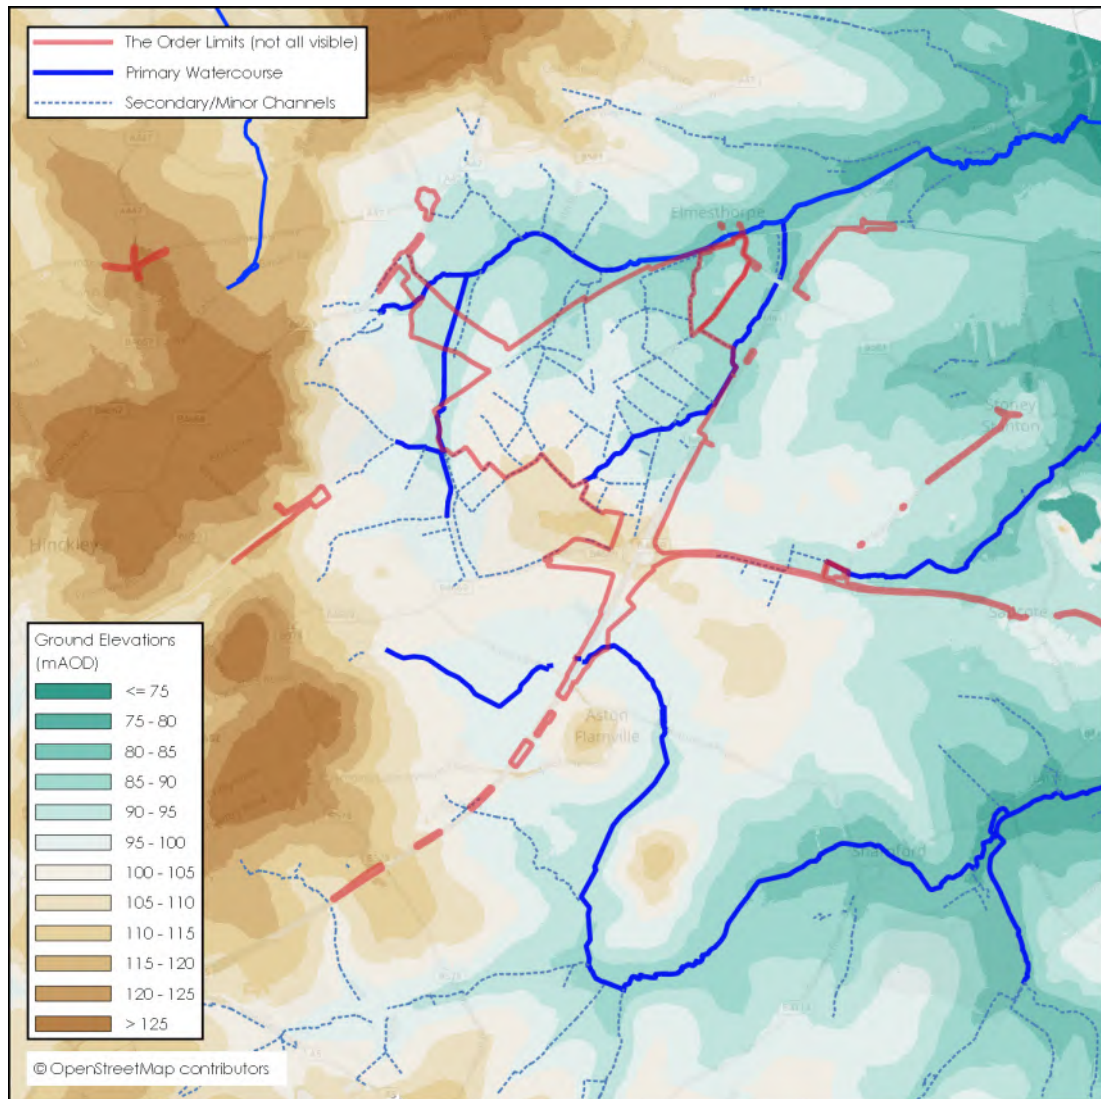 The Order Limits (not all visible)
Primary Watercourse
Secondary/Minor Channels
Elmesthorpe
Stoney
Stanton
Hinckley
Sapcote
Aston
Flamville
Sharnford
Ground Elevations
(mAOD)
<= 75
75 - 80
80 - 85
85 - 90
90 - 95
95 - 100
100 - 105
105 - 110
110 - 115
115 - 120
120 - 125
> 125
© OpenStreetMap contributors